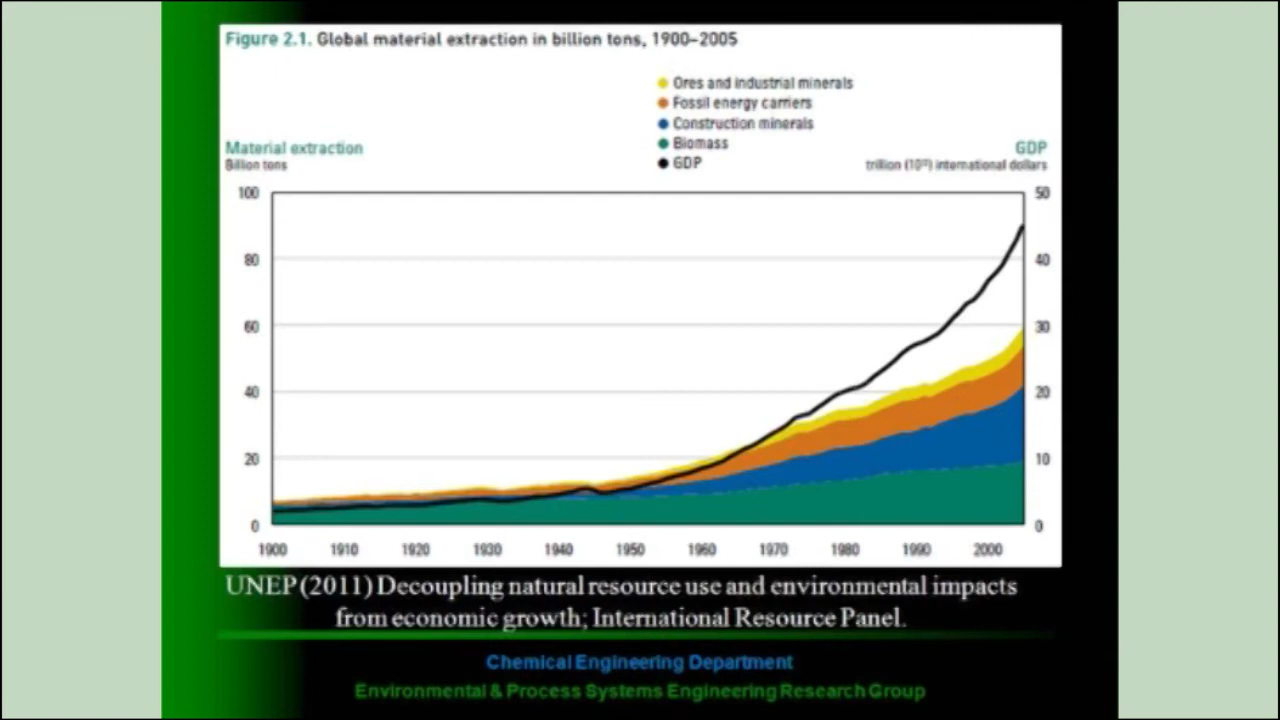 Figure 2.1. Global material extraction in billion tons, 1900–2005
Ores and industrial minerals
Fossil energy carriers
Construction minerals
Biomass
GDP
Material extraction
Billion tons
GDP
trillion (10¹²) international dollars
100
80
60
40
20
0
50
40
30
20
10
0
1900 1910 1920 1930 1940 1950 1960 1970 1980 1990 2000
UNEP (2011) Decoupling natural resource use and environmental impacts
from economic growth; International Resource Panel.
Chemical Engineering Department
Environmental & Process Systems Engineering Research Group